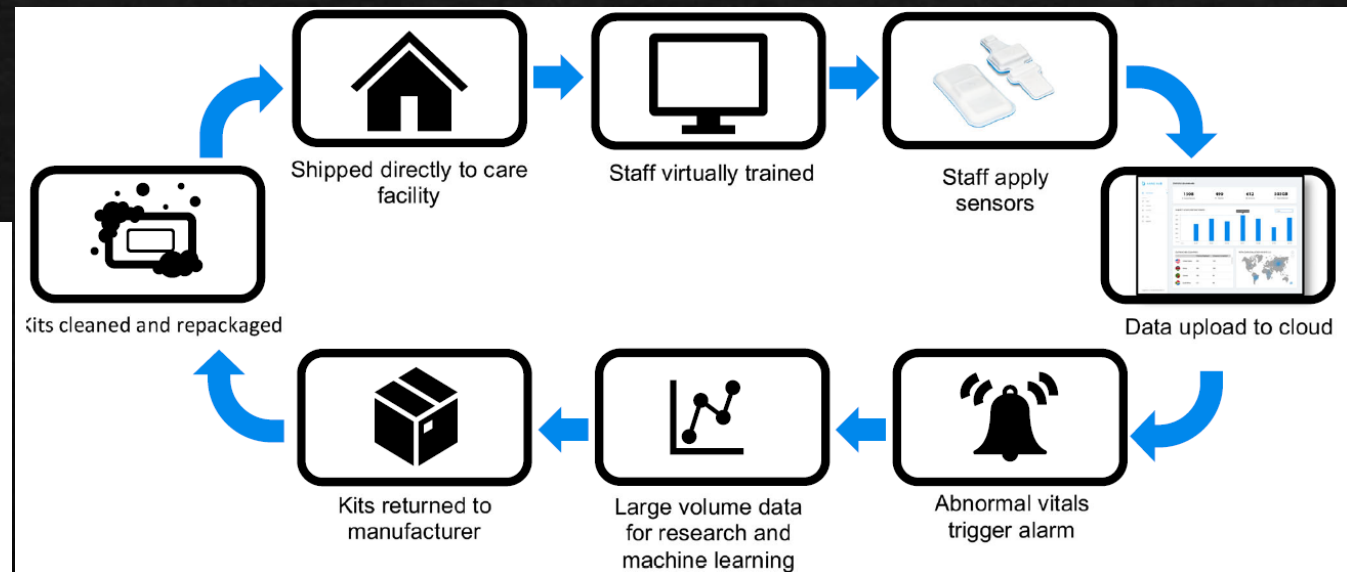 Shipped directly to care
facility
Staff virtually trained
Staff apply
sensors
Data upload to cloud
Abnormal vitals
trigger alarm
Large volume data
for research and
machine learning
Kits returned to
manufacturer
Kits cleaned and repackaged